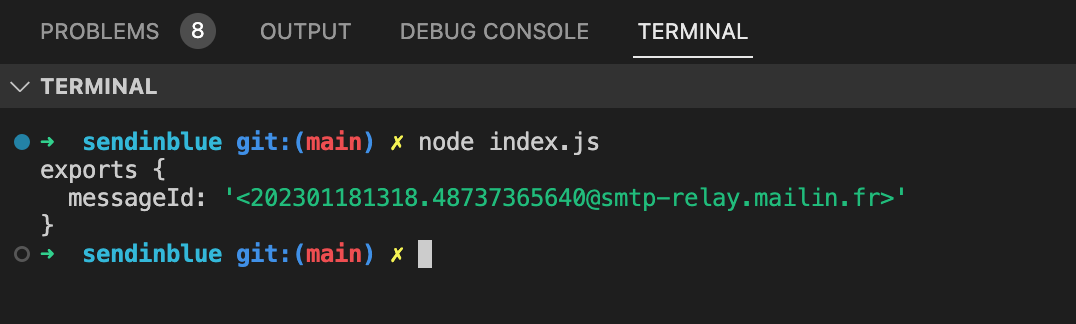 PROBLEMS 8 OUTPUT DEBUG CONSOLE TERMINAL
TERMINAL
➜ sendinblue git:(main) ✗ node index.js
exports {
  messageId: '<202301181318.48737365640@smtp-relay.mailin.fr>'
}
➜ sendinblue git:(main) ✗